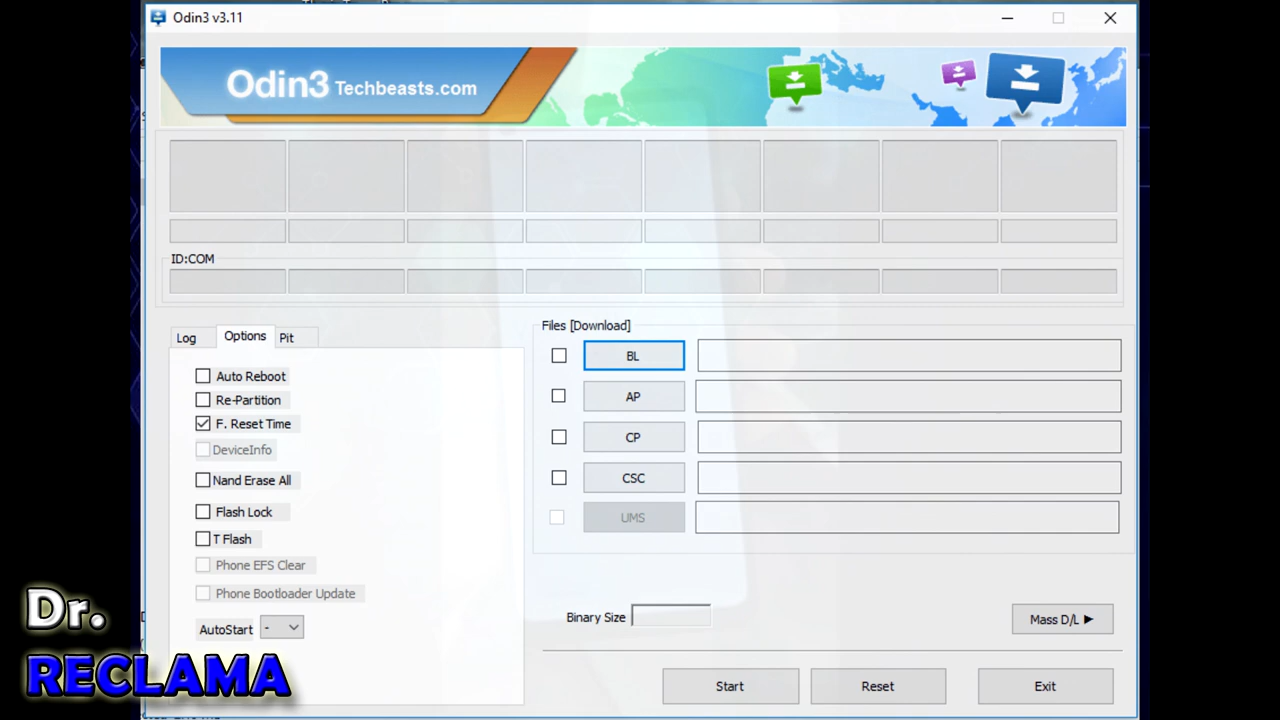 Odin3 v3.11
Odin3 Techbeasts.com
ID:COM
Log
Options
Pit
Auto Reboot
Re-Partition
F. Reset Time
DeviceInfo
Nand Erase All
Flash Lock
T Flash
Phone EFS Clear
Phone Bootloader Update
AutoStart -
Files [Download]
BL
AP
CP
CSC
UMS
Binary Size
Mass D/L ▶
Start
Reset
Exit
Dr.
RECLAMA